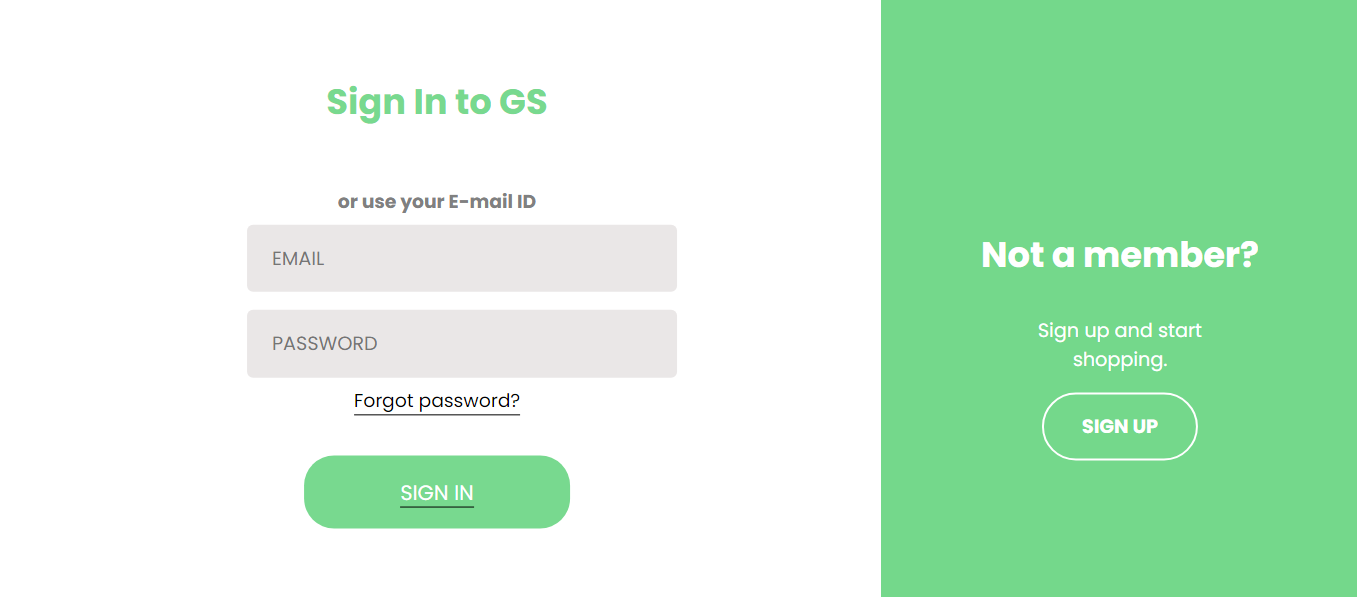 Sign In to GS
or use your E-mail ID
EMAIL
PASSWORD
Forgot password?
SIGN IN
Not a member?
Sign up and start
shopping.
SIGN UP